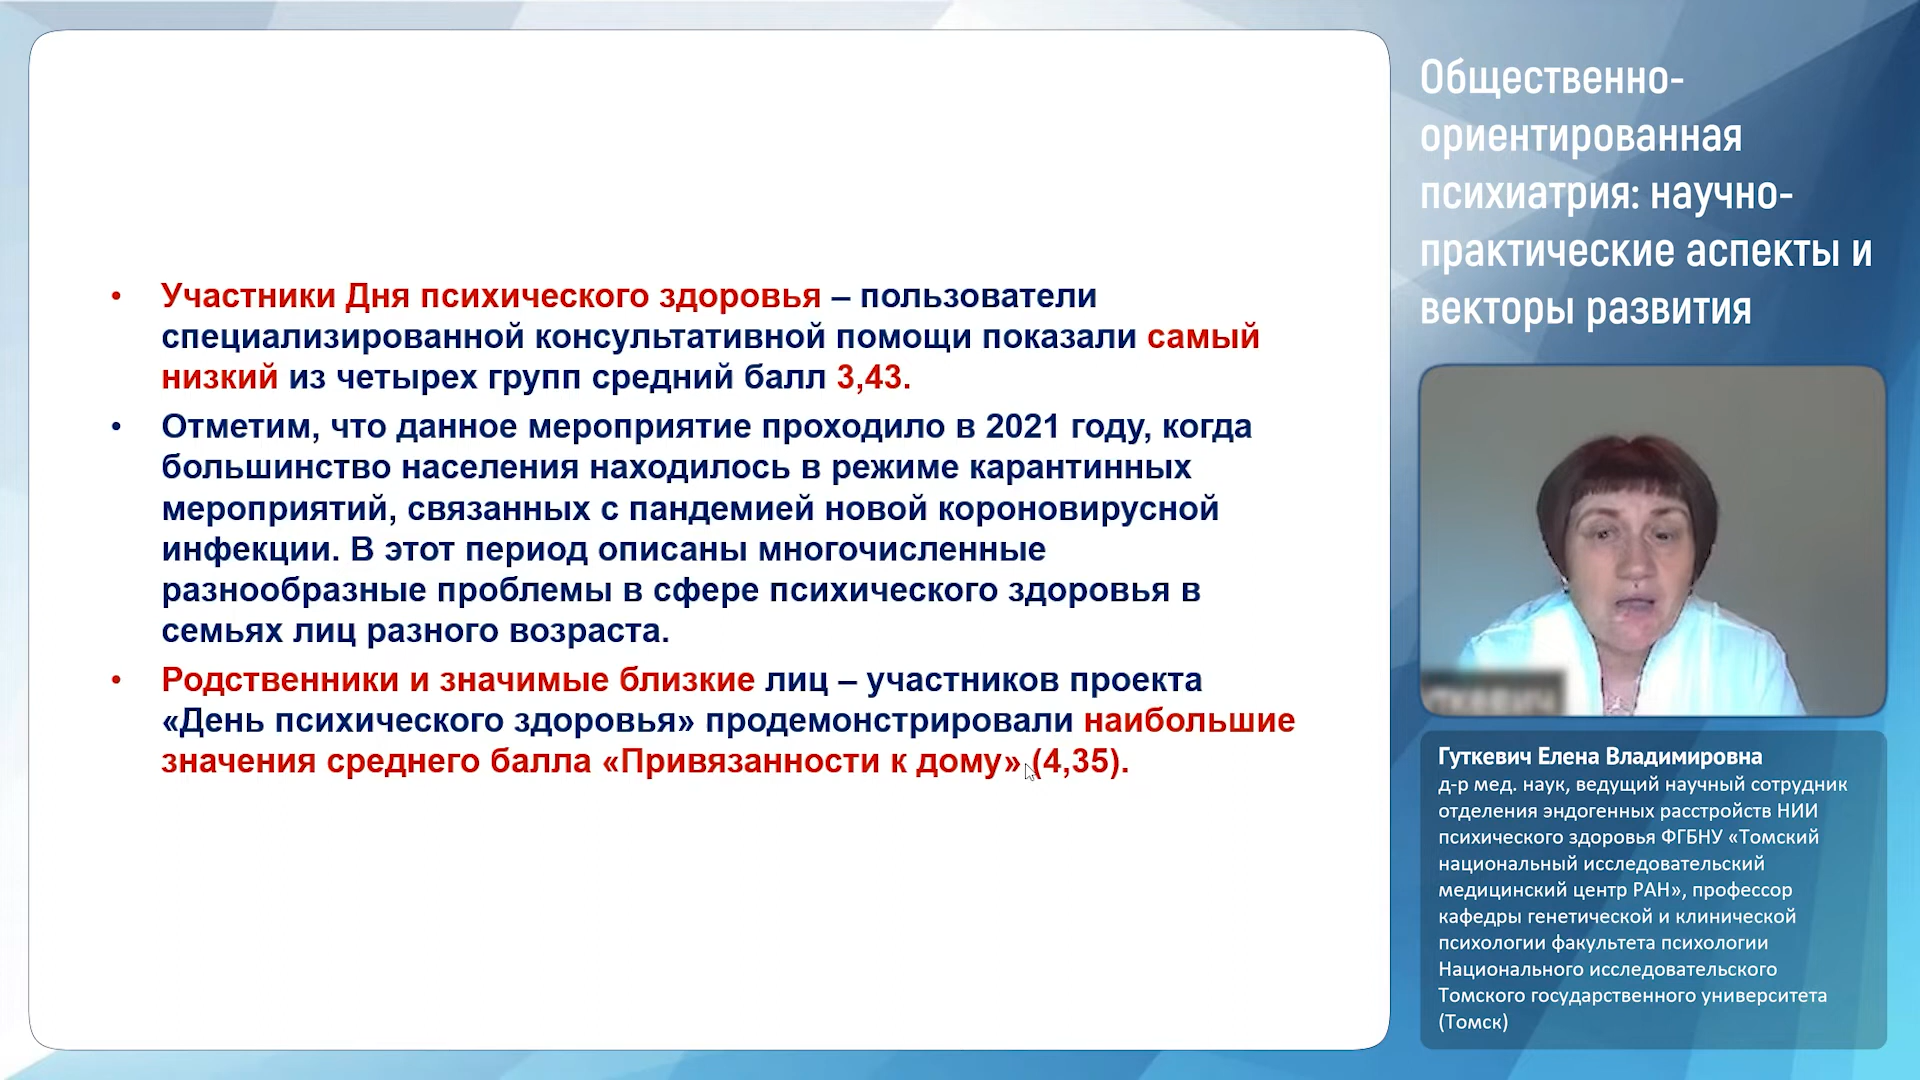 • Участники Дня психического здоровья – пользователи
специализированной консультативной помощи показали самый
низкий из четырех групп средний балл 3,43.
• Отметим, что данное мероприятие проходило в 2021 году, когда
большинство населения находилось в режиме карантинных
мероприятий, связанных с пандемией новой короновирусной
инфекции. В этот период описаны многочисленные
разнообразные проблемы в сфере психического здоровья в
семьях лиц разного возраста.
• Родственники и значимые близкие лиц – участников проекта
«День психического здоровья» продемонстрировали наибольшие
значения среднего балла «Привязанности к дому» (4,35).
Общественно-
ориентированная
психиатрия: научно-
практические аспекты и
векторы развития
Гуткевич Елена Владимировна
д-р мед. наук, ведущий научный сотрудник
отделения эндогенных расстройств НИИ
психического здоровья ФГБНУ «Томский
национальный исследовательский
медицинский центр РАН», профессор
кафедры генетической и клинической
психологии факультета психологии
Национального исследовательского
Томского государственного университета
(Томск)